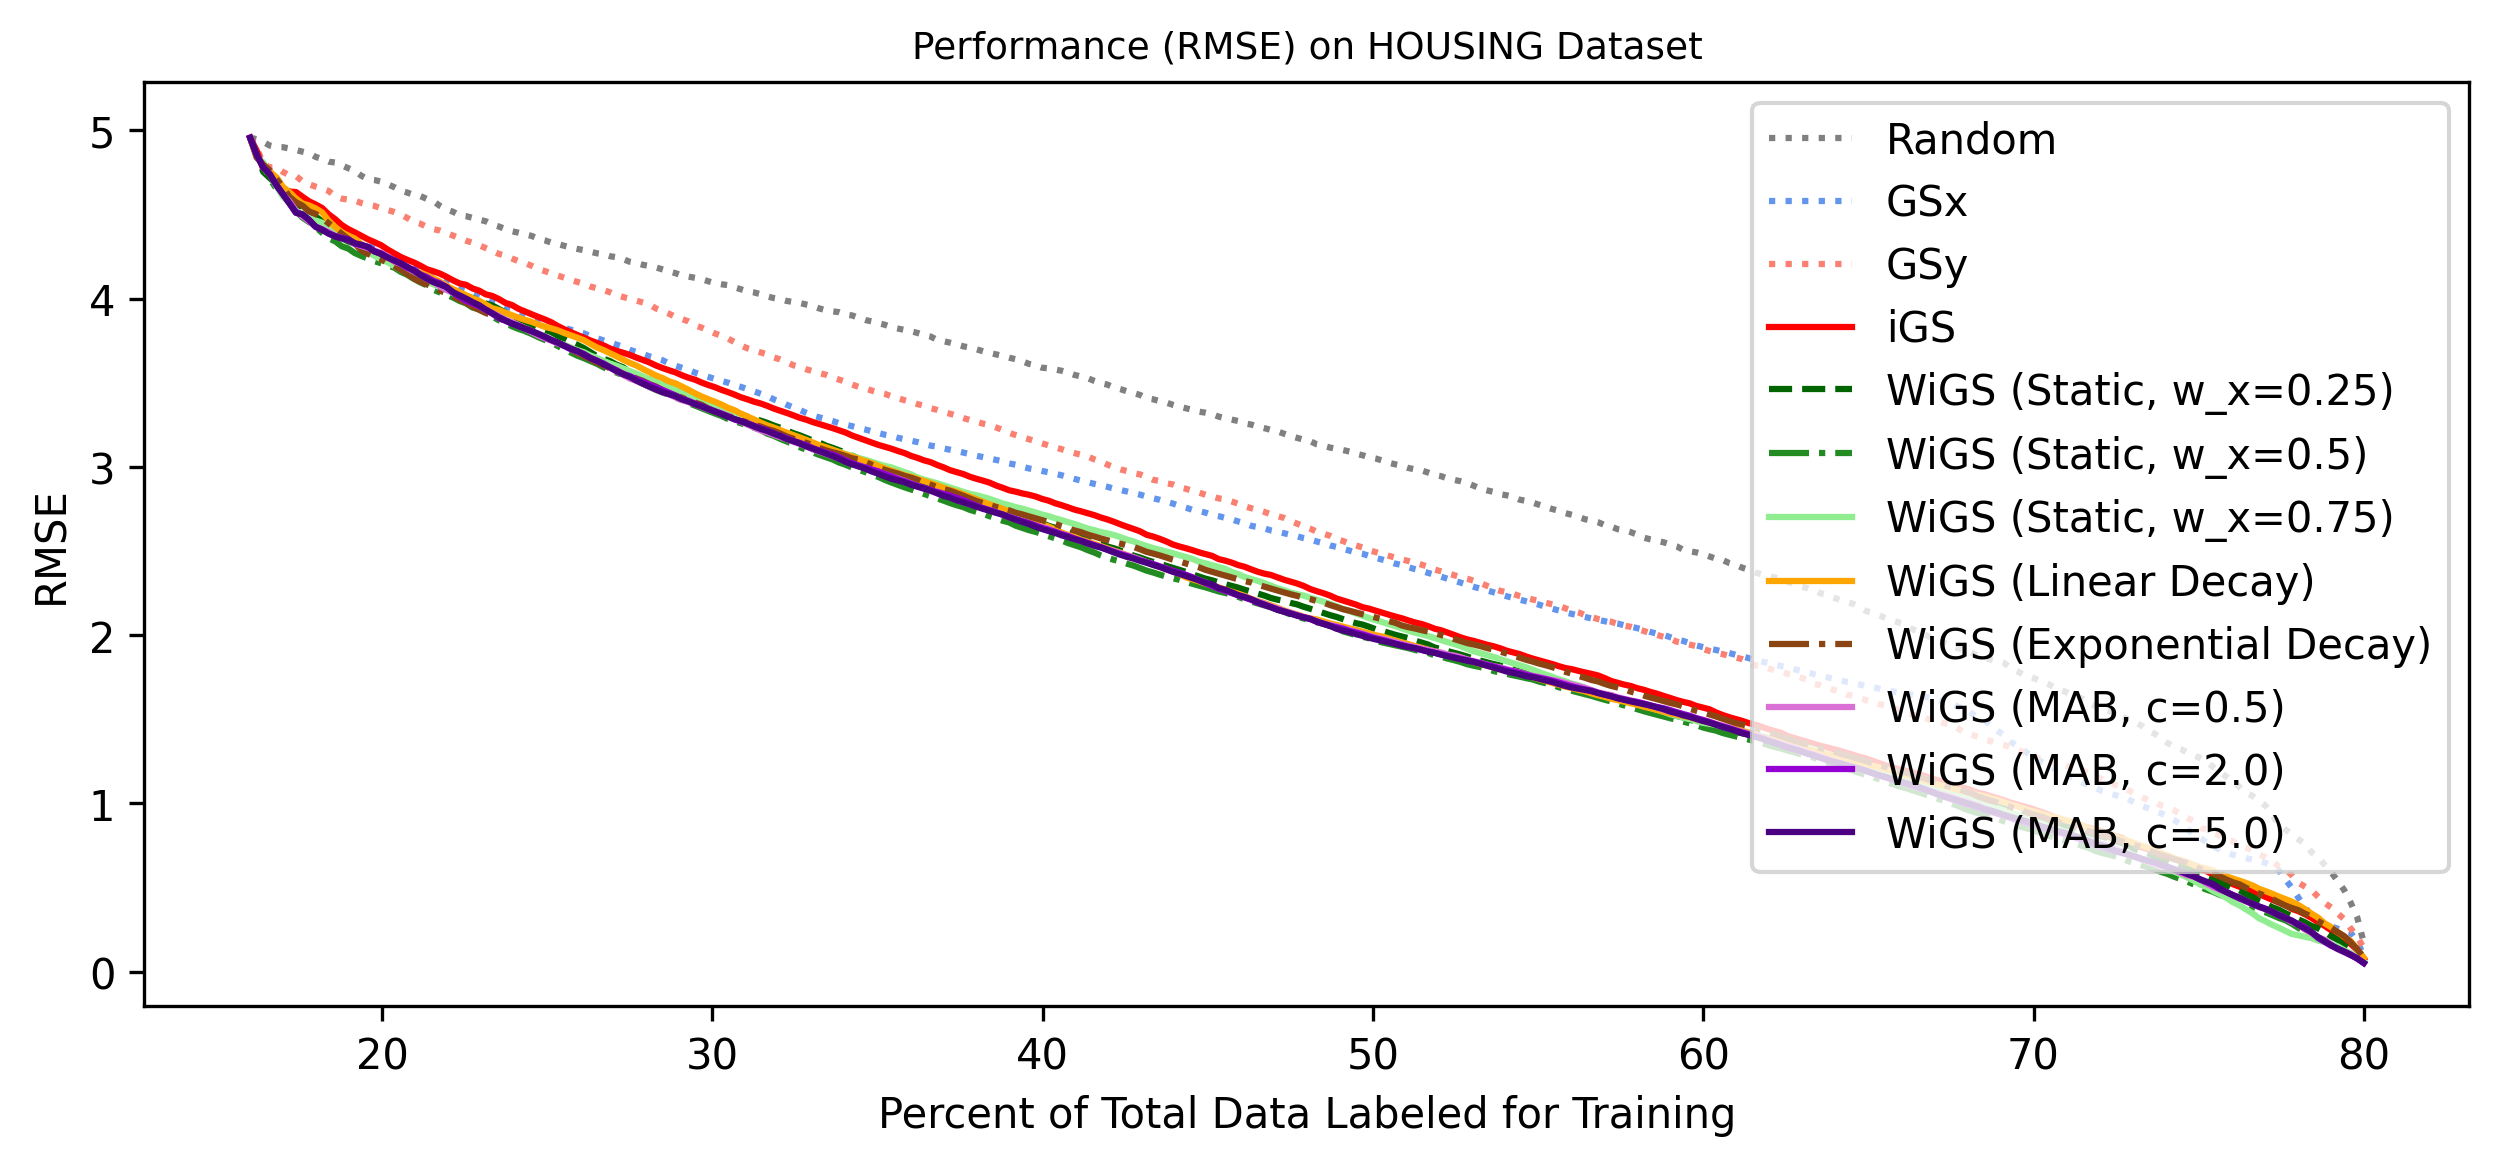 Performance (RMSE) on HOUSING Dataset
RMSE
5
4
3
2
1
0
20 30 40 50 60 70 80
Percent of Total Data Labeled for Training
Random
GSx
GSy
iGS
WiGS (Static, w_x=0.25)
WiGS (Static, w_x=0.5)
WiGS (Static, w_x=0.75)
WiGS (Linear Decay)
WiGS (Exponential Decay)
WiGS (MAB, c=0.5)
WiGS (MAB, c=2.0)
WiGS (MAB, c=5.0)